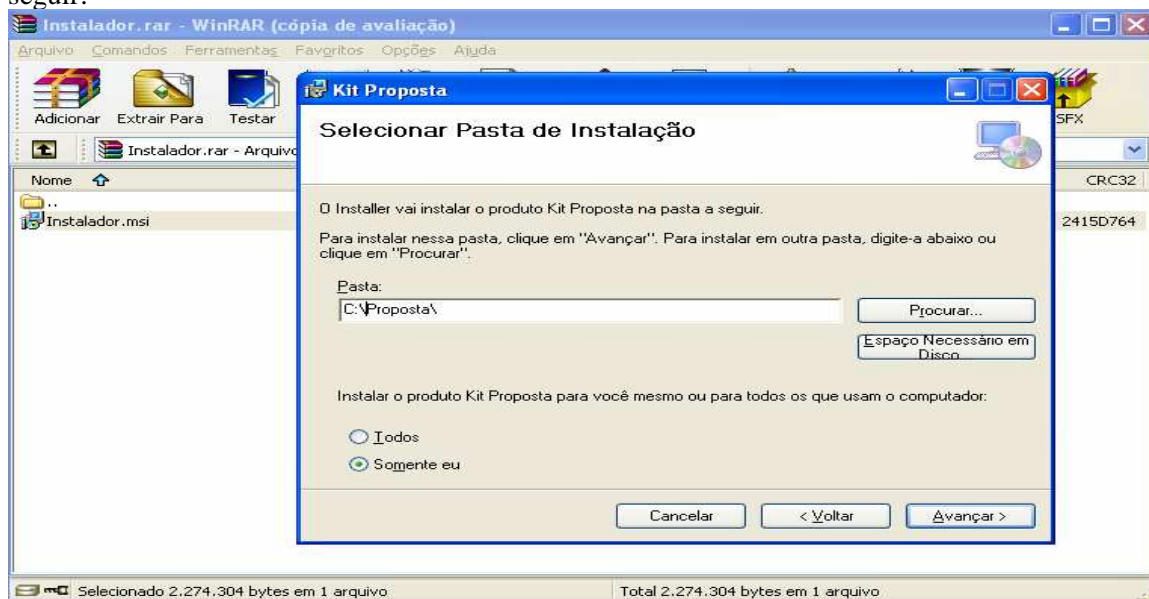 seguir:
Instalador.rar - WinRAR (cópia de avaliação)
Arquivo Comandos Ferramentas Favoritos Opções Ajuda
Adicionar Extrair Para Testar SFX
Instalador.rar - Arquivo
Nome CRC32
..
Instalador.msi 2415D764
Kit Proposta
Selecionar Pasta de Instalação
O Installer vai instalar o produto Kit Proposta na pasta a seguir.
Para instalar nessa pasta, clique em "Avançar". Para instalar em outra pasta, digite-a abaixo ou
clique em "Procurar".
Pasta:
C:\Proposta\
Procurar...
Espaço Necessário em
Disco
Instalar o produto Kit Proposta para você mesmo ou para todos os que usam o computador:
Todos
Somente eu
Cancelar < Voltar Avançar >
Selecionado 2.274.304 bytes em 1 arquivo Total 2.274.304 bytes em 1 arquivo